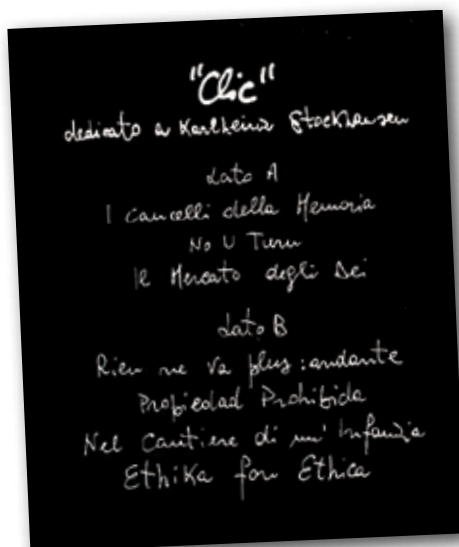 "Clic"
dedicato a Karlheinz Stockhausen
Lato A
I Cancelli della Memoria
No U Turn
Il Mercato degli Dei
Lato B
Rien ne va plus: andante
Propiedad Prohibida
Nel Cantiere di un' Infanzia
Ethika fon Ethica